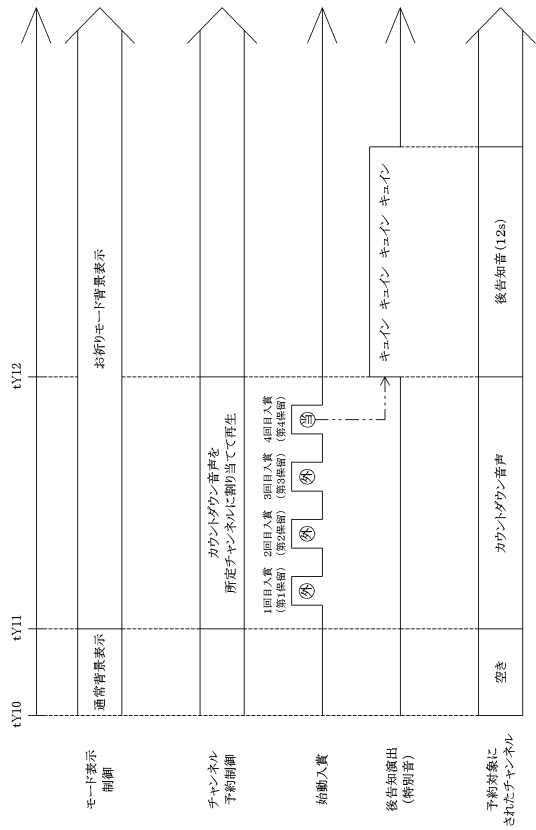 tY10
tY11
tY12
モード表示
制御
通常背景表示
お祈りモード背景表示
チャンネル
予約制御
カウントダウン音声を
所定チャンネルに割り当てて再生
始動入賞
1回目入賞
(第1保留)
外
2回目入賞
(第2保留)
外
3回目入賞
(第3保留)
外
4回目入賞
(第4保留)
当
後告知演出
(特別音)
キュイン キュイン キュイン キュイン
予約対象に
されたチャンネル
空き
カウントダウン音声
後告知音(12s)